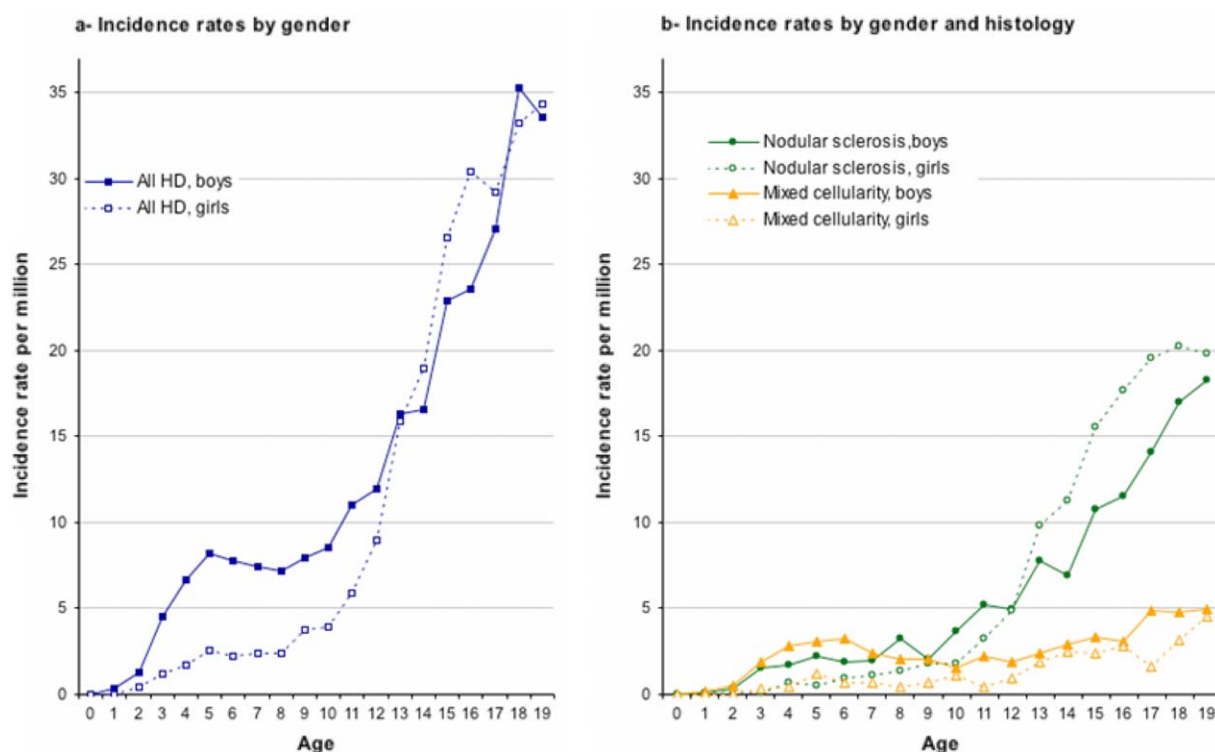 a- Incidence rates by gender
35
30
25
20
15
10
5
0
Incidence rate per million
All HD, boys
All HD, girls
0 1 2 3 4 5 6 7 8 9 10 11 12 13 14 15 16 17 18 19
Age
b- Incidence rates by gender and histology
35
30
25
20
15
10
5
0
Incidence rate per million
Nodular sclerosis,boys
Nodular sclerosis, girls
Mixed cellularity, boys
Mixed cellularity, girls
0 1 2 3 4 5 6 7 8 9 10 11 12 13 14 15 16 17 18 19
Age